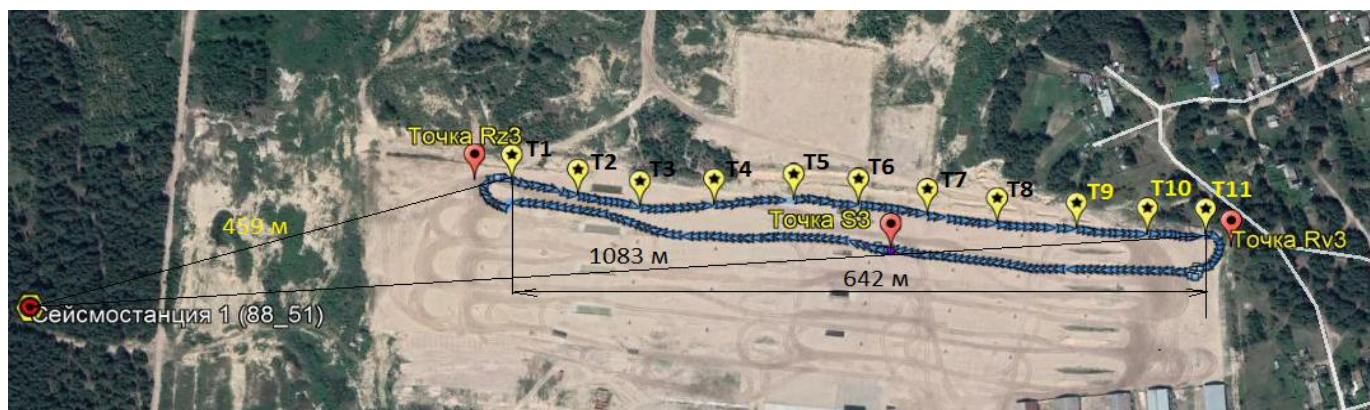 Точка Rz3
T1
T2
T3
T4
T5
T6
T7
T8
T9
T10
T11
Точка S3
Точка Rv3
459 м
1083 м
642 м
Сейсмостанция 1 (88_51)